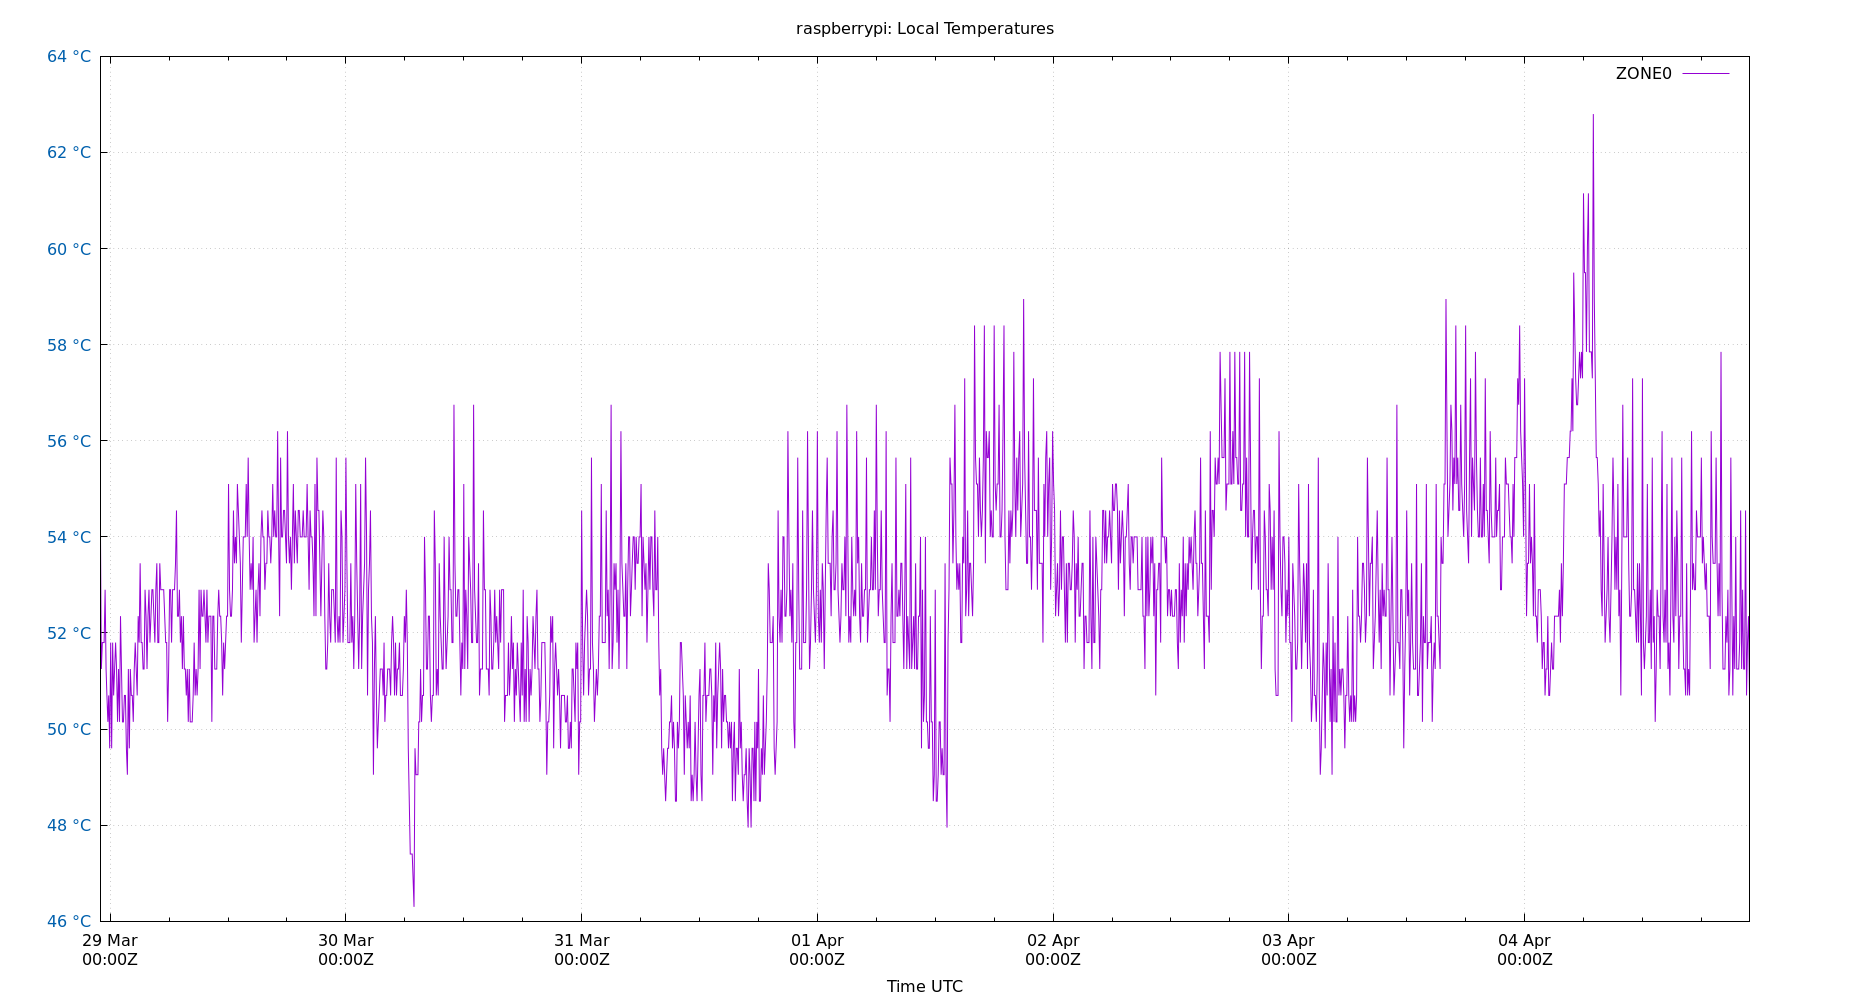 raspberrypi: Local Temperatures
64 °C
ZONE0
62 °C
60 °C
58 °C
56 °C
54 °C
52 °C
50 °C
48 °C
46 °C
29 Mar 30 Mar 31 Mar 01 Apr 02 Apr 03 Apr 04 Apr
00:00Z 00:00Z 00:00Z 00:00Z 00:00Z 00:00Z 00:00Z
Time UTC